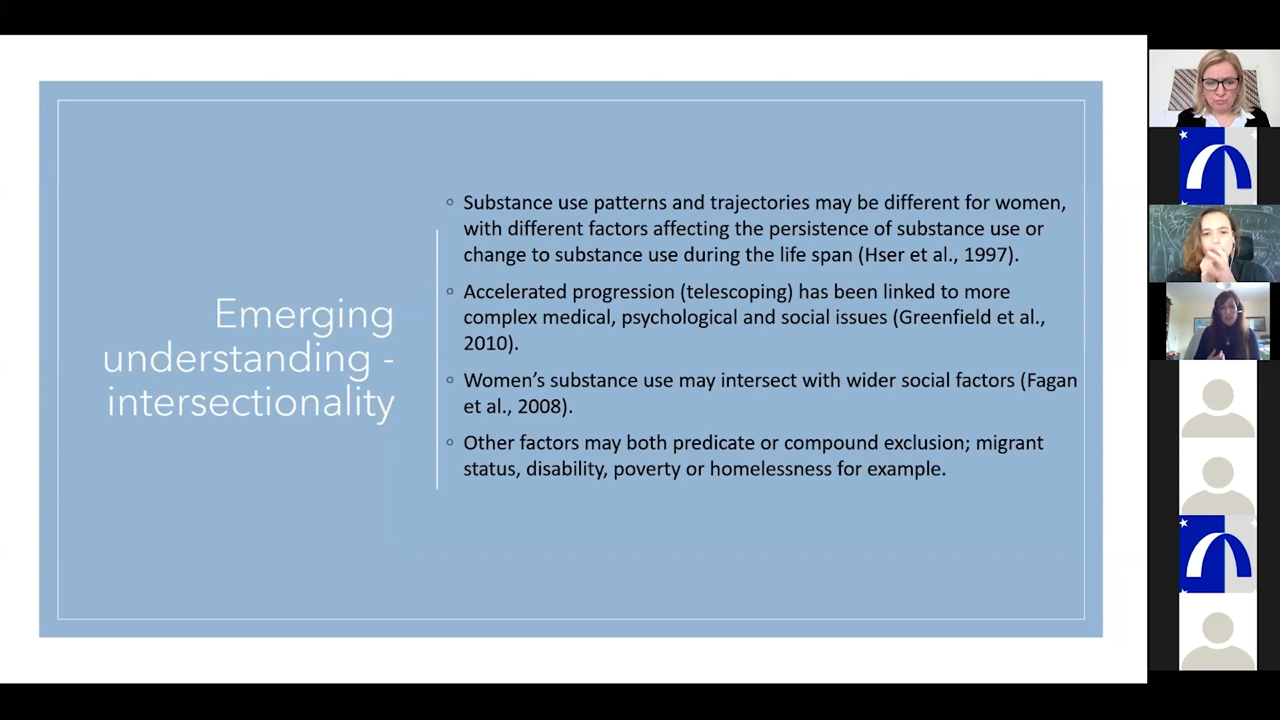 Emerging
understanding -
intersectionality
Substance use patterns and trajectories may be different for women,
with different factors affecting the persistence of substance use or
change to substance use during the life span (Hser et al., 1997).
Accelerated progression (telescoping) has been linked to more
complex medical, psychological and social issues (Greenfield et al.,
2010).
Women’s substance use may intersect with wider social factors (Fagan
et al., 2008).
Other factors may both predicate or compound exclusion; migrant
status, disability, poverty or homelessness for example.